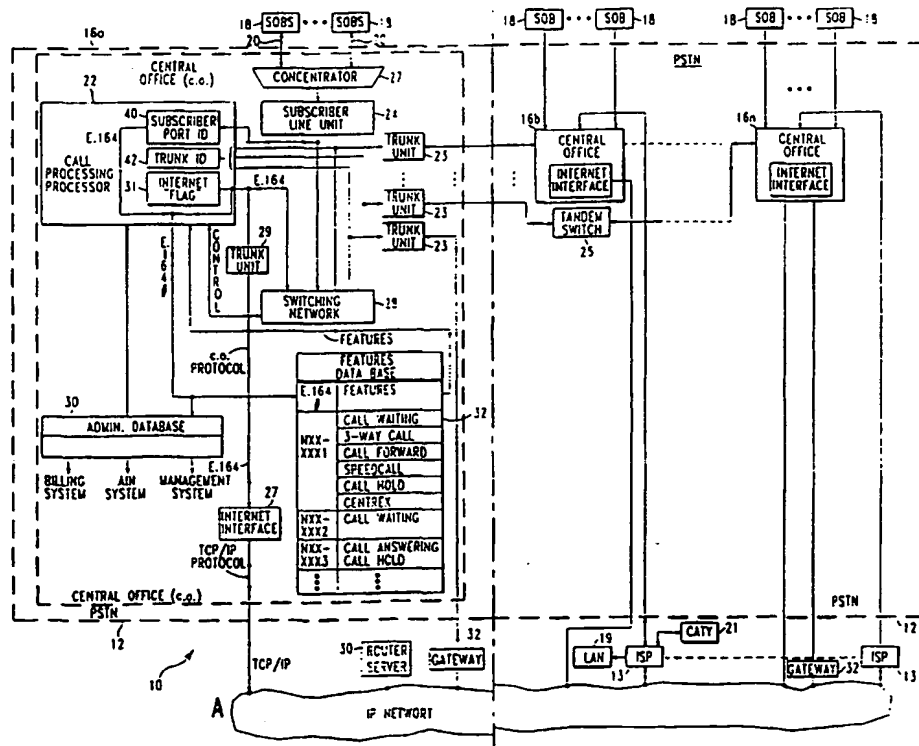 18 SOBS ••• SOBS 18
20 20
18 SOB ••• SOB 18
SOB ••• SOB 18
16a
CENTRAL OFFICE (c.o.)
CONCENTRATOR 27
PSTN
22
SUBSCRIBER LINE UNIT 24
40 SUBSCRIBER PORT ID
E.164
42 TRUNK ID
31 INTERNET FLAG
CALL PROCESSING PROCESSOR
E.164
TRUNK UNIT 23
TRUNK UNIT 23
TRUNK UNIT 23
16b
CENTRAL OFFICE
INTERNET INTERFACE
16n
CENTRAL OFFICE
INTERNET INTERFACE
TANDEM SWITCH
25
E.164#
CONTROL
29
TRUNK UNIT
SWITCHING NETWORK 28
FEATURES
c.o. PROTOCOL
FEATURES DATA BASE
E.164 # FEATURES
32
NXX-XXX1
CALL WAITING
3-WAY CALL
CALL FORWARD
SPEEDCALL
CALL HOLD
CENTREX
NXX-XXX2 CALL WAITING
NXX-XXX3 CALL ANSWERING
CALL HOLD
30
ADMIN. DATABASE
E.164
BILLING SYSTEM
AIN SYSTEM
MANAGEMENT SYSTEM
27
INTERNET INTERFACE
TCP/IP PROTOCOL
CENTRAL OFFICE (c.o.)
PSTN
12
PSTN
12
10
TCP/IP
30 ROUTER SERVER
32
GATEWAY
19
LAN
ISP
13
CATV 21
GATEWAY 32
ISP
13
A
IP NETWORK